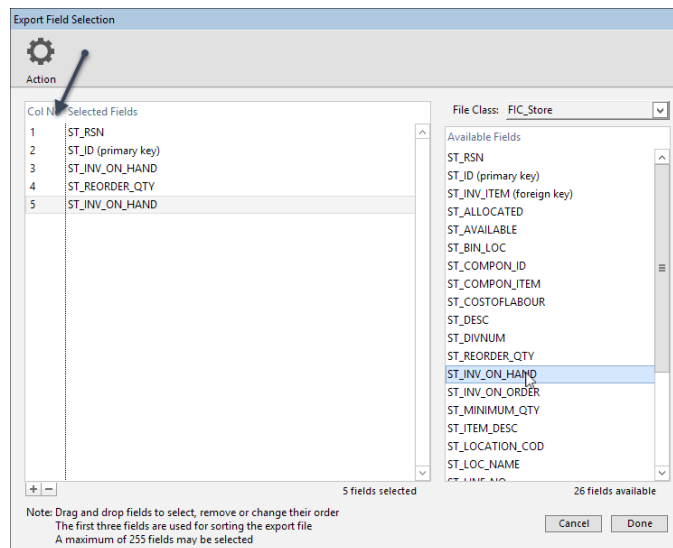 Export Field Selection
Action
Col N Selected Fields
1 ST_RSN
2 ST_ID (primary key)
3 ST_INV_ON_HAND
4 ST_REORDER_QTY
5 ST_INV_ON_HAND
+ −
5 fields selected
File Class: FIC_Store
Available Fields
ST_RSN
ST_ID (primary key)
ST_INV_ITEM (foreign key)
ST_ALLOCATED
ST_AVAILABLE
ST_BIN_LOC
ST_COMPON_ID
ST_COMPON_ITEM
ST_COSTOFLABOUR
ST_DESC
ST_DIVNUM
ST_REORDER_QTY
ST_INV_ON_HAND
ST_INV_ON_ORDER
ST_MINIMUM_QTY
ST_ITEM_DESC
ST_LOCATION_COD
ST_LOC_NAME
26 fields available
Note: Drag and drop fields to select, remove or change their order
The first three fields are used for sorting the export file
A maximum of 255 fields may be selected
Cancel Done